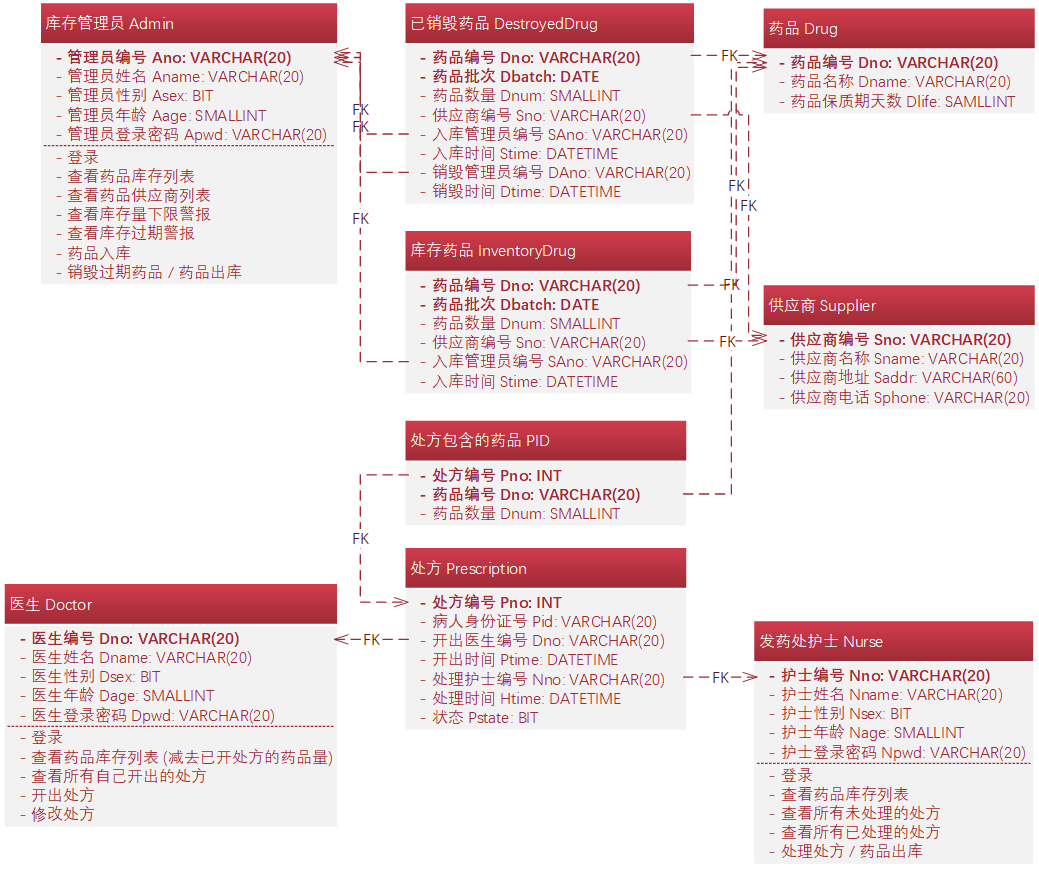 库存管理员 Admin
- 管理员编号 Ano: VARCHAR(20)
- 管理员姓名 Aname: VARCHAR(20)
- 管理员性别 Asex: BIT
- 管理员年龄 Aage: SMALLINT
- 管理员登录密码 Apwd: VARCHAR(20)
- 登录
- 查看药品库存列表
- 查看药品供应商列表
- 查看库存量下限警报
- 查看库存过期警报
- 药品入库
- 销毁过期药品 / 药品出库
FK
FK
FK
已销毁药品 DestroyedDrug
- 药品编号 Dno: VARCHAR(20)
- 药品批次 Dbatch: DATE
- 药品数量 Dnum: SMALLINT
- 供应商编号 Sno: VARCHAR(20)
- 入库管理员编号 SAno: VARCHAR(20)
- 入库时间 Stime: DATETIME
- 销毁管理员编号 DAno: VARCHAR(20)
- 销毁时间 Dtime: DATETIME
FK
药品 Drug
- 药品编号 Dno: VARCHAR(20)
- 药品名称 Dname: VARCHAR(20)
- 药品保质期天数 Dlife: SAMLLINT
FK
FK
库存药品 InventoryDrug
- 药品编号 Dno: VARCHAR(20)
- 药品批次 Dbatch: DATE
- 药品数量 Dnum: SMALLINT
- 供应商编号 Sno: VARCHAR(20)
- 入库管理员编号 SAno: VARCHAR(20)
- 入库时间 Stime: DATETIME
FK
FK
供应商 Supplier
- 供应商编号 Sno: VARCHAR(20)
- 供应商名称 Sname: VARCHAR(20)
- 供应商地址 Saddr: VARCHAR(60)
- 供应商电话 Sphone: VARCHAR(20)
处方包含的药品 PID
- 处方编号 Pno: INT
- 药品编号 Dno: VARCHAR(20)
- 药品数量 Dnum: SMALLINT
FK
处方 Prescription
- 处方编号 Pno: INT
- 病人身份证号 Pid: VARCHAR(20)
- 开出医生编号 Dno: VARCHAR(20)
- 开出时间 Ptime: DATETIME
- 处理护士编号 Nno: VARCHAR(20)
- 处理时间 Htime: DATETIME
- 状态 Pstate: BIT
FK
FK
医生 Doctor
- 医生编号 Dno: VARCHAR(20)
- 医生姓名 Dname: VARCHAR(20)
- 医生性别 Dsex: BIT
- 医生年龄 Dage: SMALLINT
- 医生登录密码 Dpwd: VARCHAR(20)
- 登录
- 查看药品库存列表 (减去已开处方的药品量)
- 查看所有自己开出的处方
- 开出处方
- 修改处方
发药处护士 Nurse
- 护士编号 Nno: VARCHAR(20)
- 护士姓名 Nname: VARCHAR(20)
- 护士性别 Nsex: BIT
- 护士年龄 Nage: SMALLINT
- 护士登录密码 Npwd: VARCHAR(20)
- 登录
- 查看药品库存列表
- 查看所有未处理的处方
- 查看所有已处理的处方
- 处理处方 / 药品出库